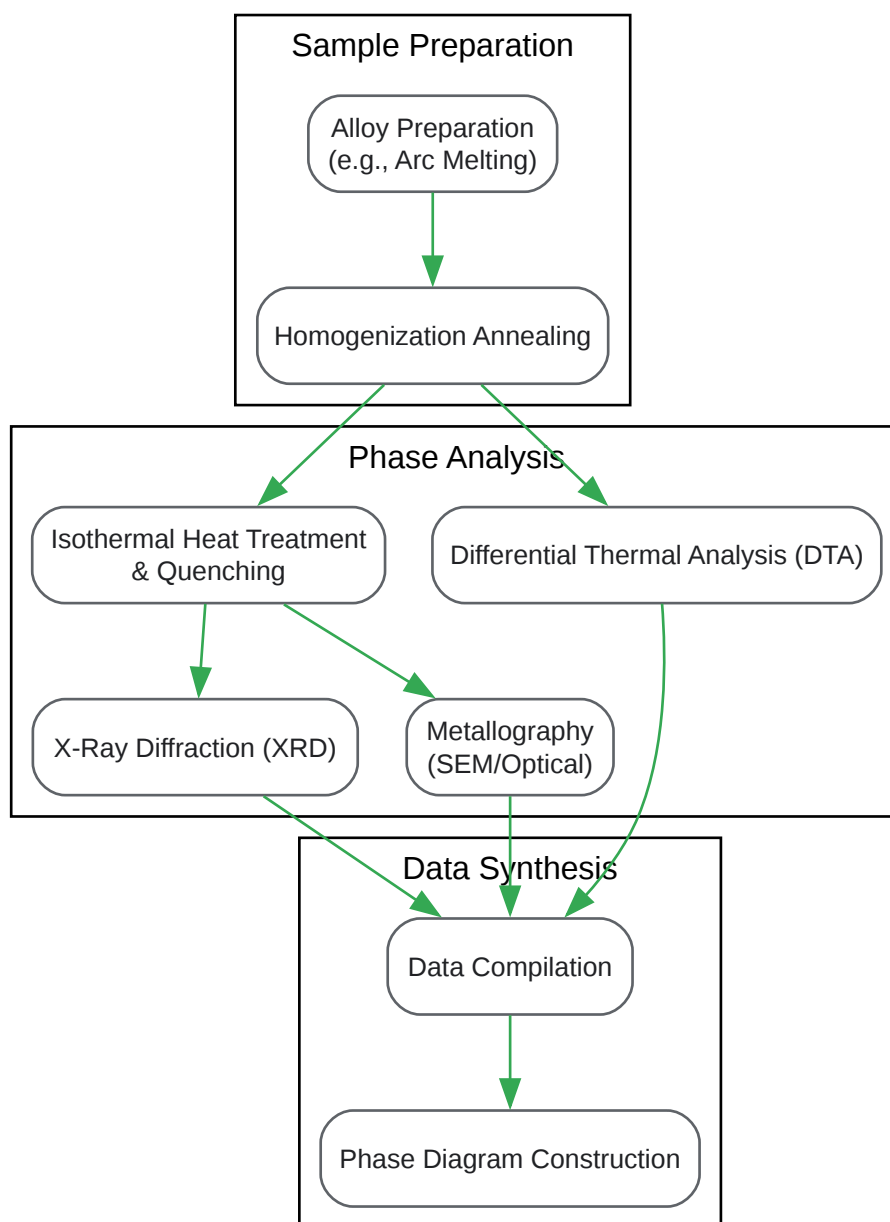 Sample Preparation
Alloy Preparation
(e.g., Arc Melting)
Homogenization Annealing
Phase Analysis
Isothermal Heat Treatment
& Quenching
Differential Thermal Analysis (DTA)
X-Ray Diffraction (XRD)
Metallography
(SEM/Optical)
Data Synthesis
Data Compilation
Phase Diagram Construction